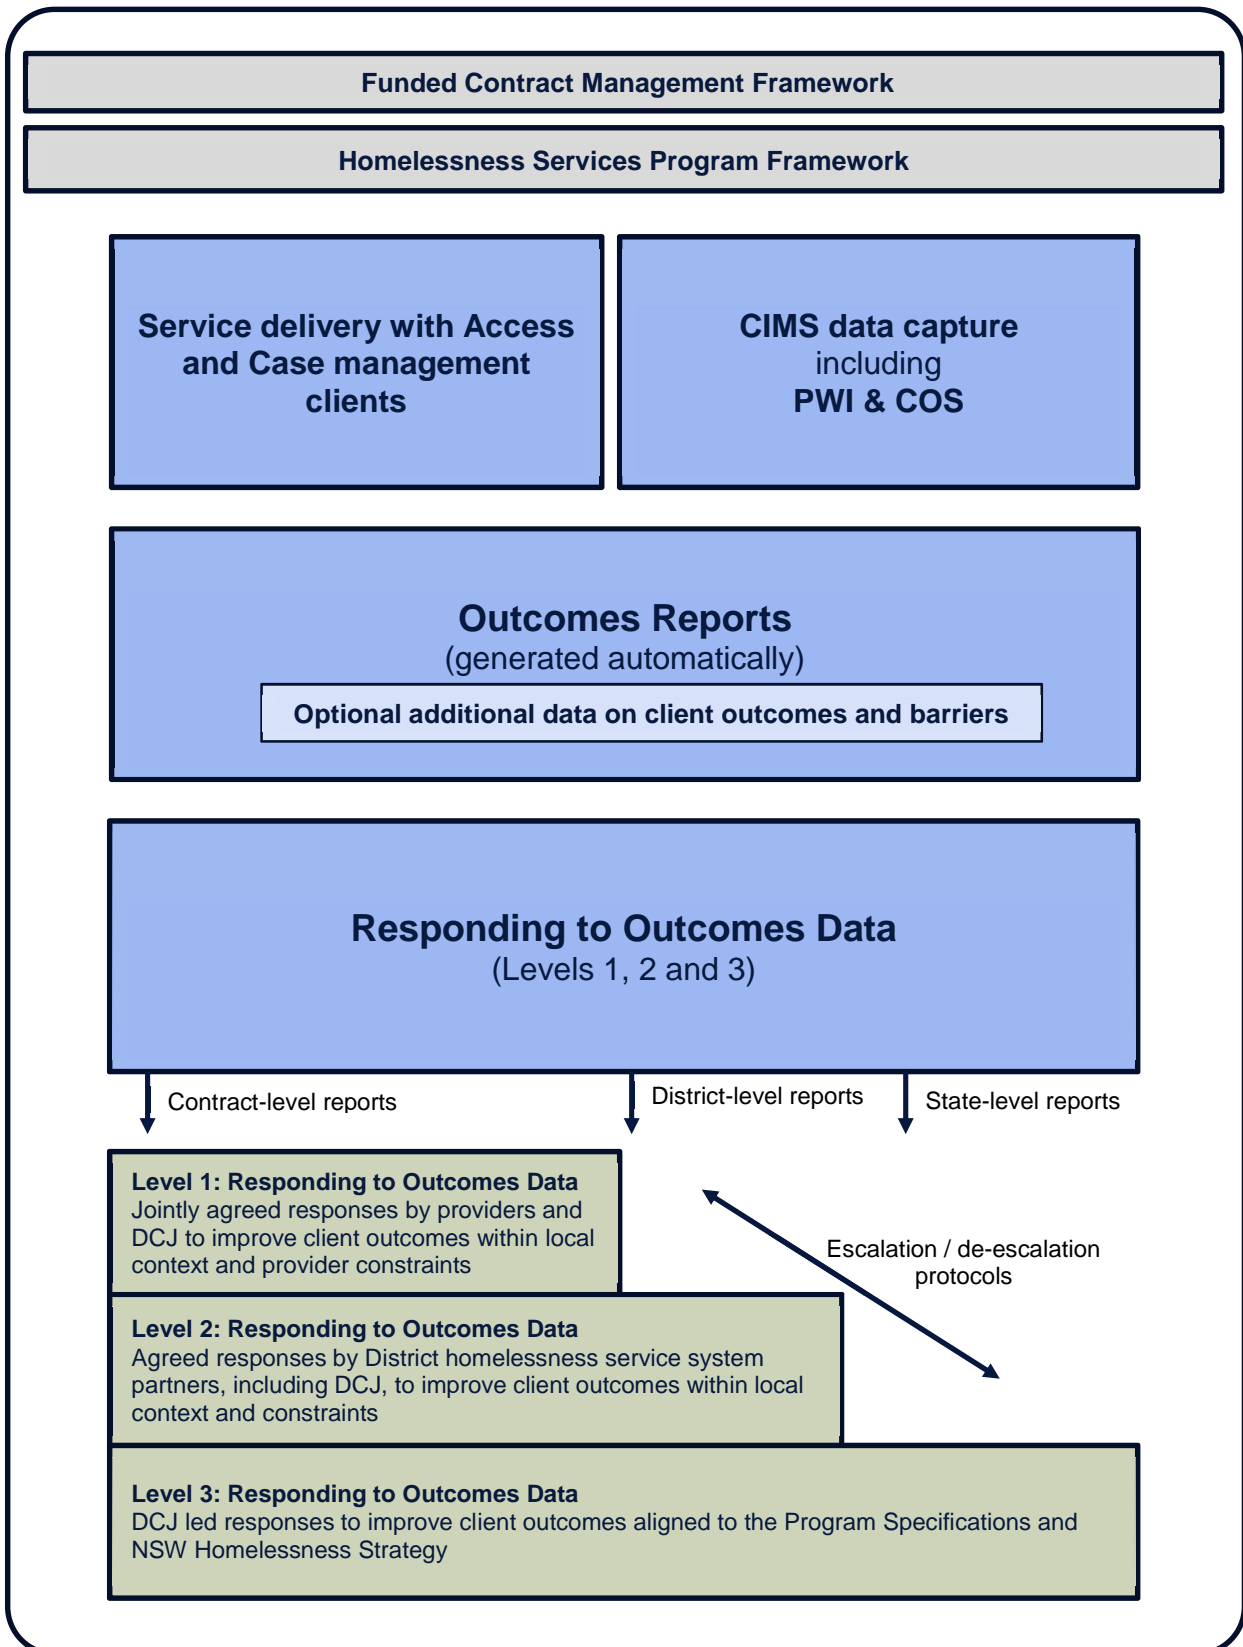 Funded Contract Management Framework
Homelessness Services Program Framework
Service delivery with Access
and Case management
clients
CIMS data capture
including
PWI & COS
Outcomes Reports
(generated automatically)
Optional additional data on client outcomes and barriers
Responding to Outcomes Data
(Levels 1, 2 and 3)
Contract-level reports
District-level reports
State-level reports
Level 1: Responding to Outcomes Data
Jointly agreed responses by providers and
DCJ to improve client outcomes within local
context and provider constraints
Escalation / de-escalation
protocols
Level 2: Responding to Outcomes Data
Agreed responses by District homelessness service system
partners, including DCJ, to improve client outcomes within local
context and constraints
Level 3: Responding to Outcomes Data
DCJ led responses to improve client outcomes aligned to the Program Specifications and
NSW Homelessness Strategy